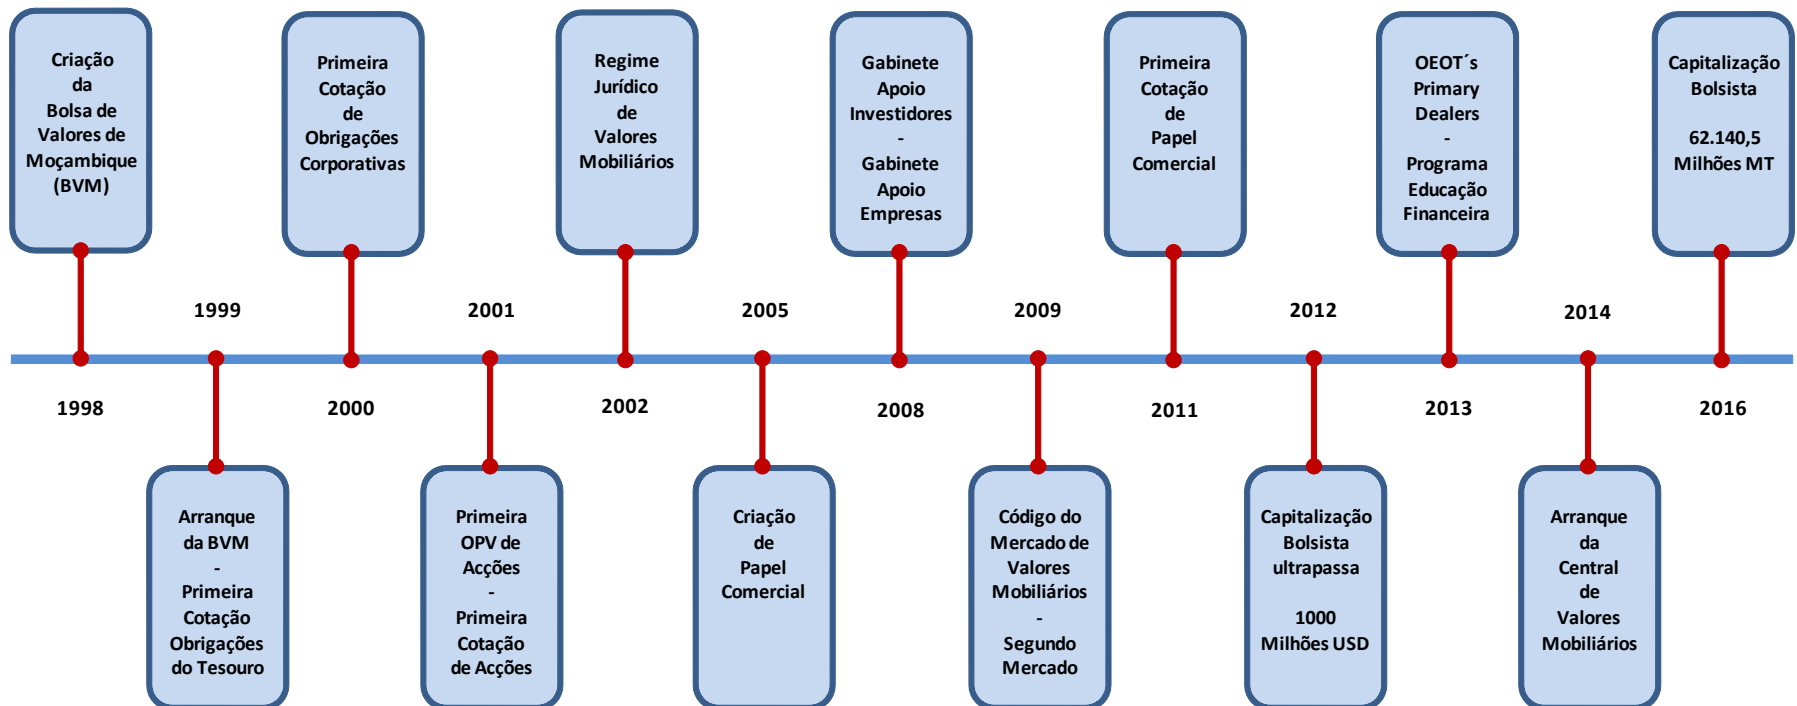 Criação
da
Bolsa de
Valores de
Moçambique
(BVM)
Primeira
Cotação
de
Obrigações
Corporativas
Regime
Jurídico
de
Valores
Mobiliários
Gabinete
Apoio
Investidores
-
Gabinete
Apoio
Empresas
Primeira
Cotação
de
Papel
Comercial
OEOT´s
Primary
Dealers
-
Programa
Educação
Financeira
Capitalização
Bolsista
62.140,5
Milhões MT
1999
2001
2005
2009
2012
2014
1998
2000
2002
2008
2011
2013
2016
Arranque
da BVM
-
Primeira
Cotação
Obrigações
do Tesouro
Primeira
OPV de
Acções
-
Primeira
Cotação
de Acções
Criação
de
Papel
Comercial
Código do
Mercado de
Valores
Mobiliários
-
Segundo
Mercado
Capitalização
Bolsista
ultrapassa
1000
Milhões USD
Arranque
da
Central
de
Valores
Mobiliários